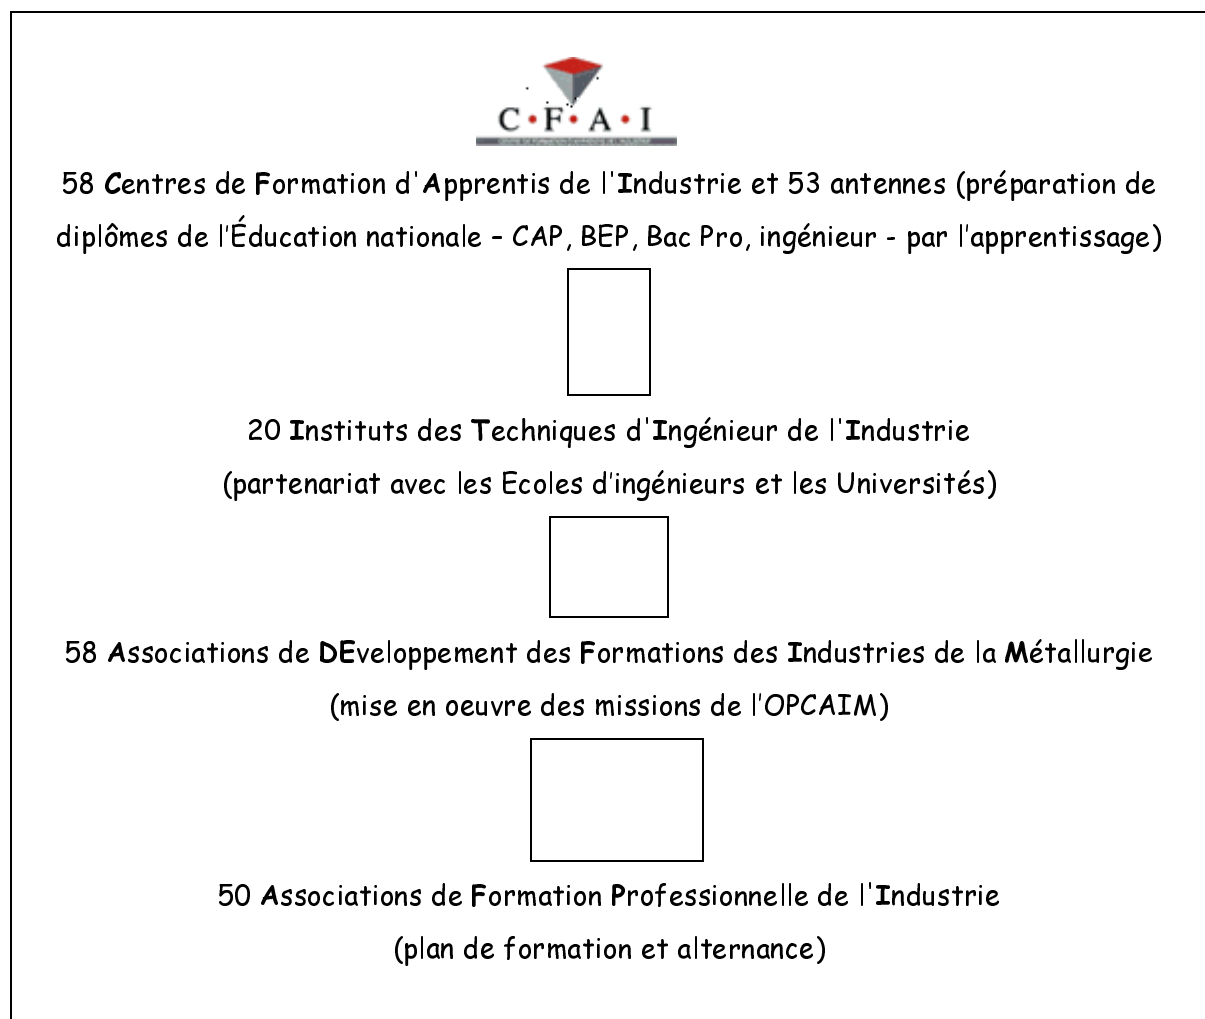 C•F•A•I
58 Centres de Formation d'Apprentis de l'Industrie et 53 antennes (préparation de
diplômes de l'Éducation nationale – CAP, BEP, Bac Pro, ingénieur - par l'apprentissage)
20 Instituts des Techniques d'Ingénieur de l'Industrie
(partenariat avec les Ecoles d'ingénieurs et les Universités)
58 Associations de DEveloppement des Formations des Industries de la Métallurgie
(mise en oeuvre des missions de l'OPCAIM)
50 Associations de Formation Professionnelle de l'Industrie
(plan de formation et alternance)